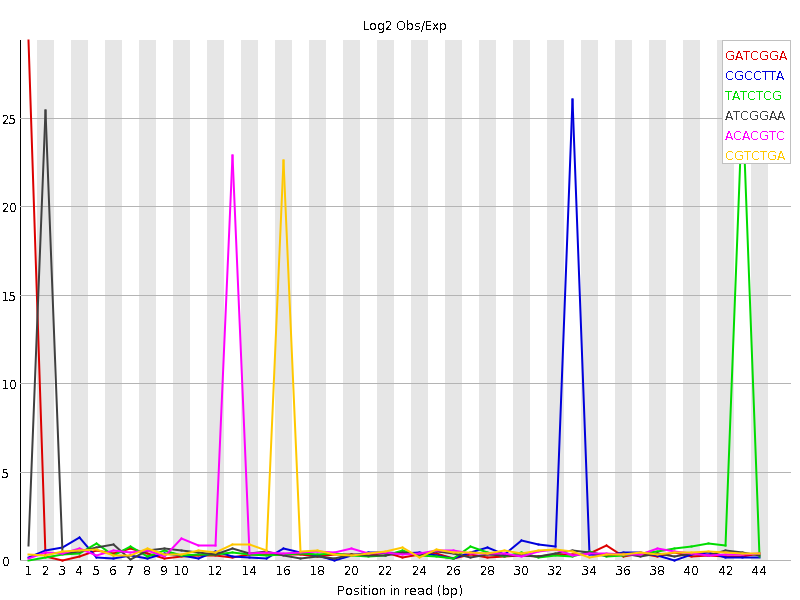 Log2 Obs/Exp
GATCGGA
CGCCTTA
TATCTCG
ATCGGAA
ACACGTC
CGTCTGA
25
20
15
10
5
0
1 2 3 4 5 6 7 8 9 10 12 14 16 18 20 22 24 26 28 30 32 34 36 38 40 42 44
Position in read (bp)